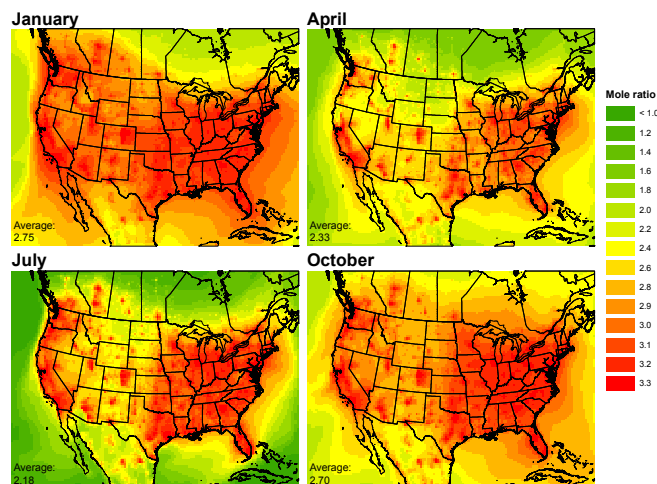 January
April
Average:
2.75
Average:
2.33
July
October
Average:
2.18
Average:
2.70
Mole ratio
< 1.0
1.2
1.4
1.6
1.8
2.0
2.2
2.4
2.6
2.8
2.9
3.0
3.1
3.2
3.3